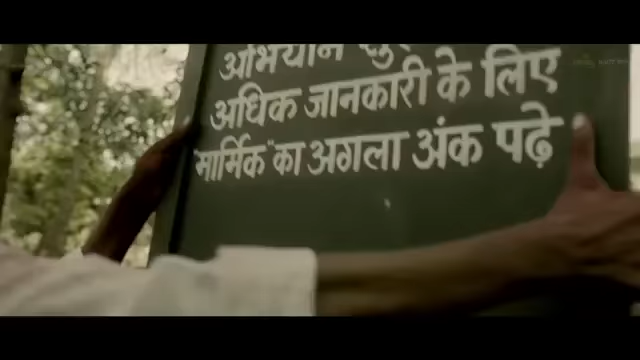 अभियान शुरू
अधिक जानकारी के लिए
"मार्मिक" का अगला अंक पढ़े